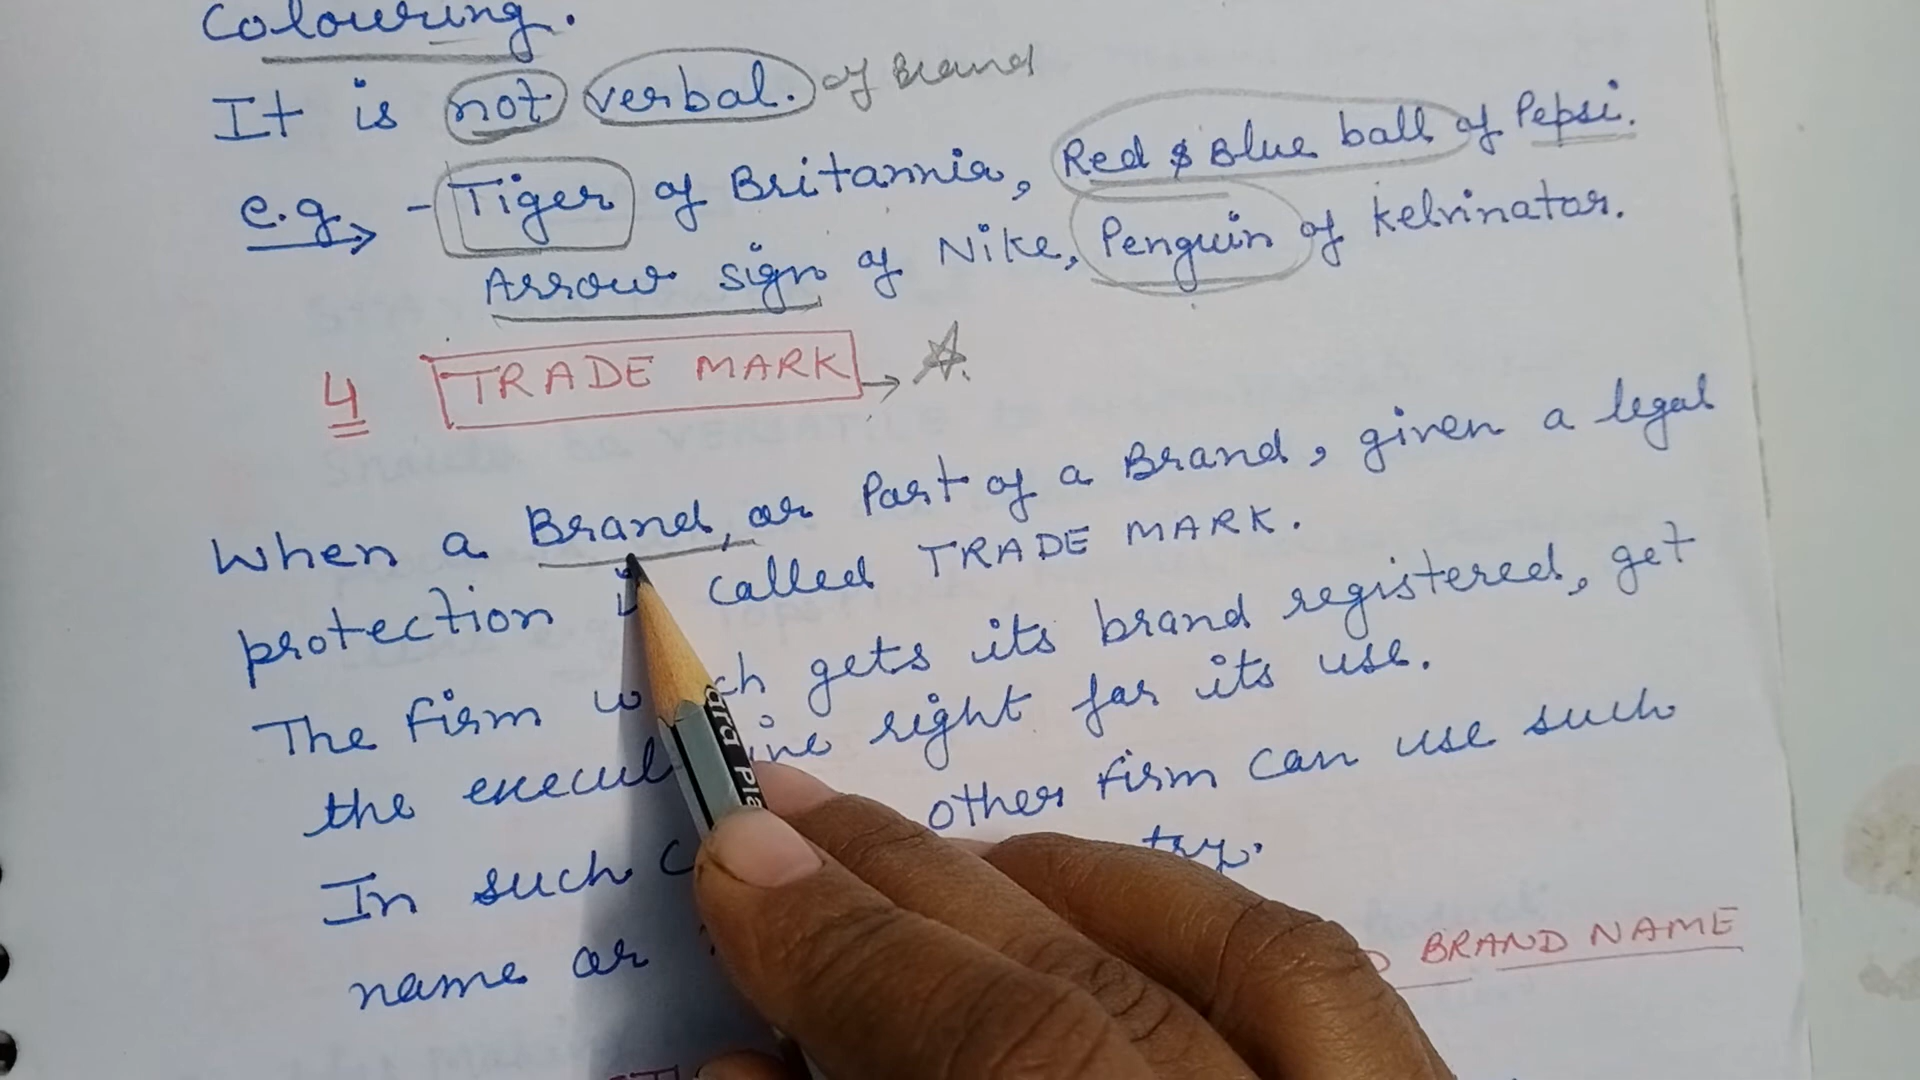 Colouring.
It is not verbal. of Brand
e.g → - Tiger of Britannia, Red & Blue ball of Pepsi.
Arrow sign of Nike, Penguin of Kelvinator.
4 TRADE MARK →
When a Brand, or Part of a Brand, given a legal
protection is called TRADE MARK.
The firm which gets its brand registered, get
the right for its use.
In such other firm can use such
name or try.
BRAND NAME